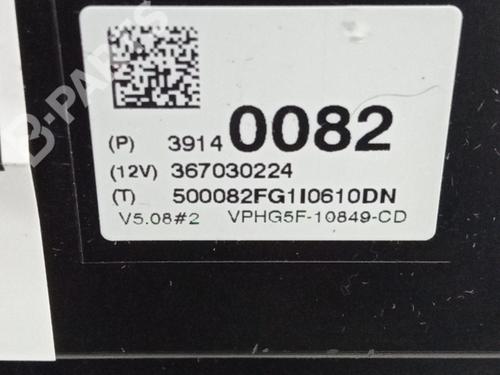 (P) 3914 0082
(12V) 367030224
(T) 500082FG1I0610DN
V5.08#2 VPHG5F-10849-CD
B-PARTS